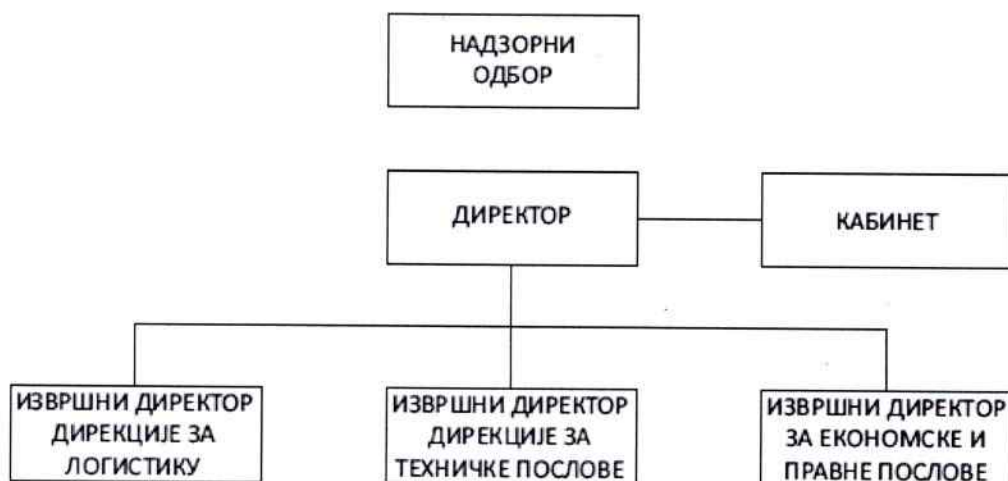 НАДЗОРНИ
ОДБОР
ДИРЕКТОР
КАБИНЕТ
ИЗВРШНИ ДИРЕКТОР
ДИРЕКЦИЈЕ ЗА
ЛОГИСТИКУ
ИЗВРШНИ ДИРЕКТОР
ДИРЕКЦИЈЕ ЗА
ТЕХНИЧКЕ ПОСЛОВЕ
ИЗВРШНИ ДИРЕКТОР
ЗА ЕКОНОМСКЕ И
ПРАВНЕ ПОСЛОВЕ